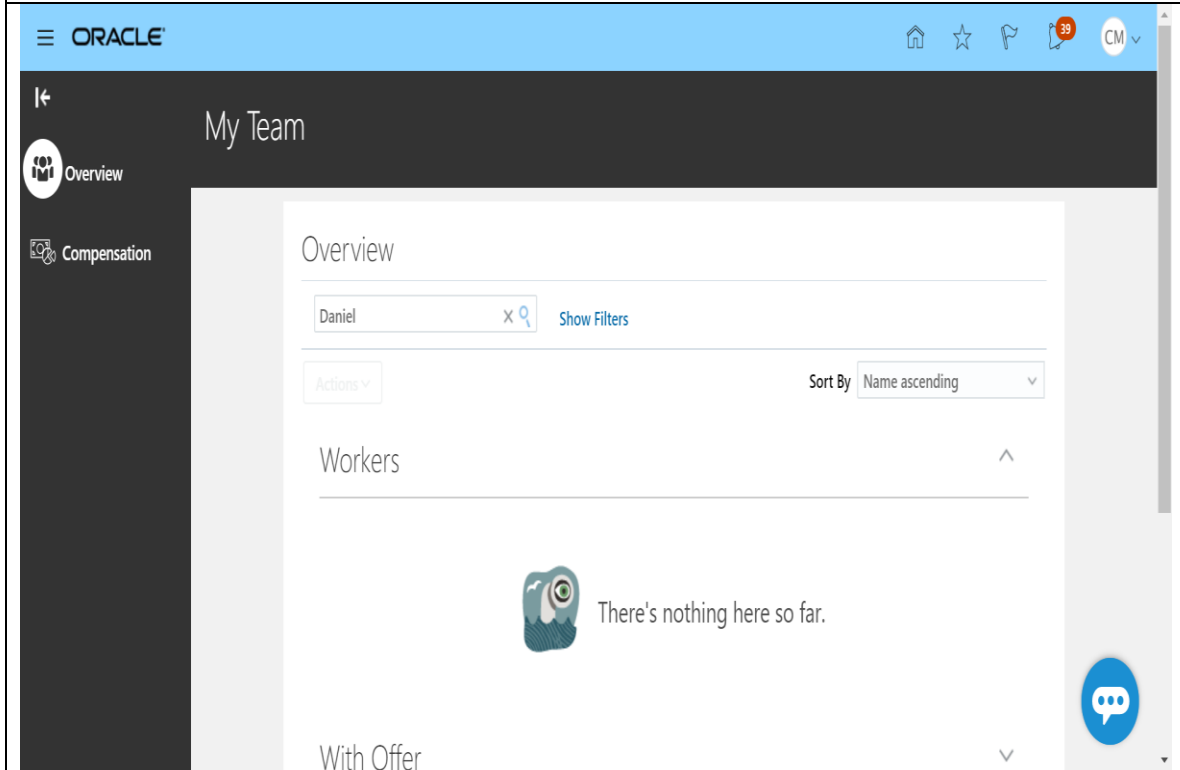 ORACLE
39
CM
My Team
Overview
Compensation
Overview
Daniel
Show Filters
Actions
Sort By Name ascending
Workers
There's nothing here so far.
With Offer